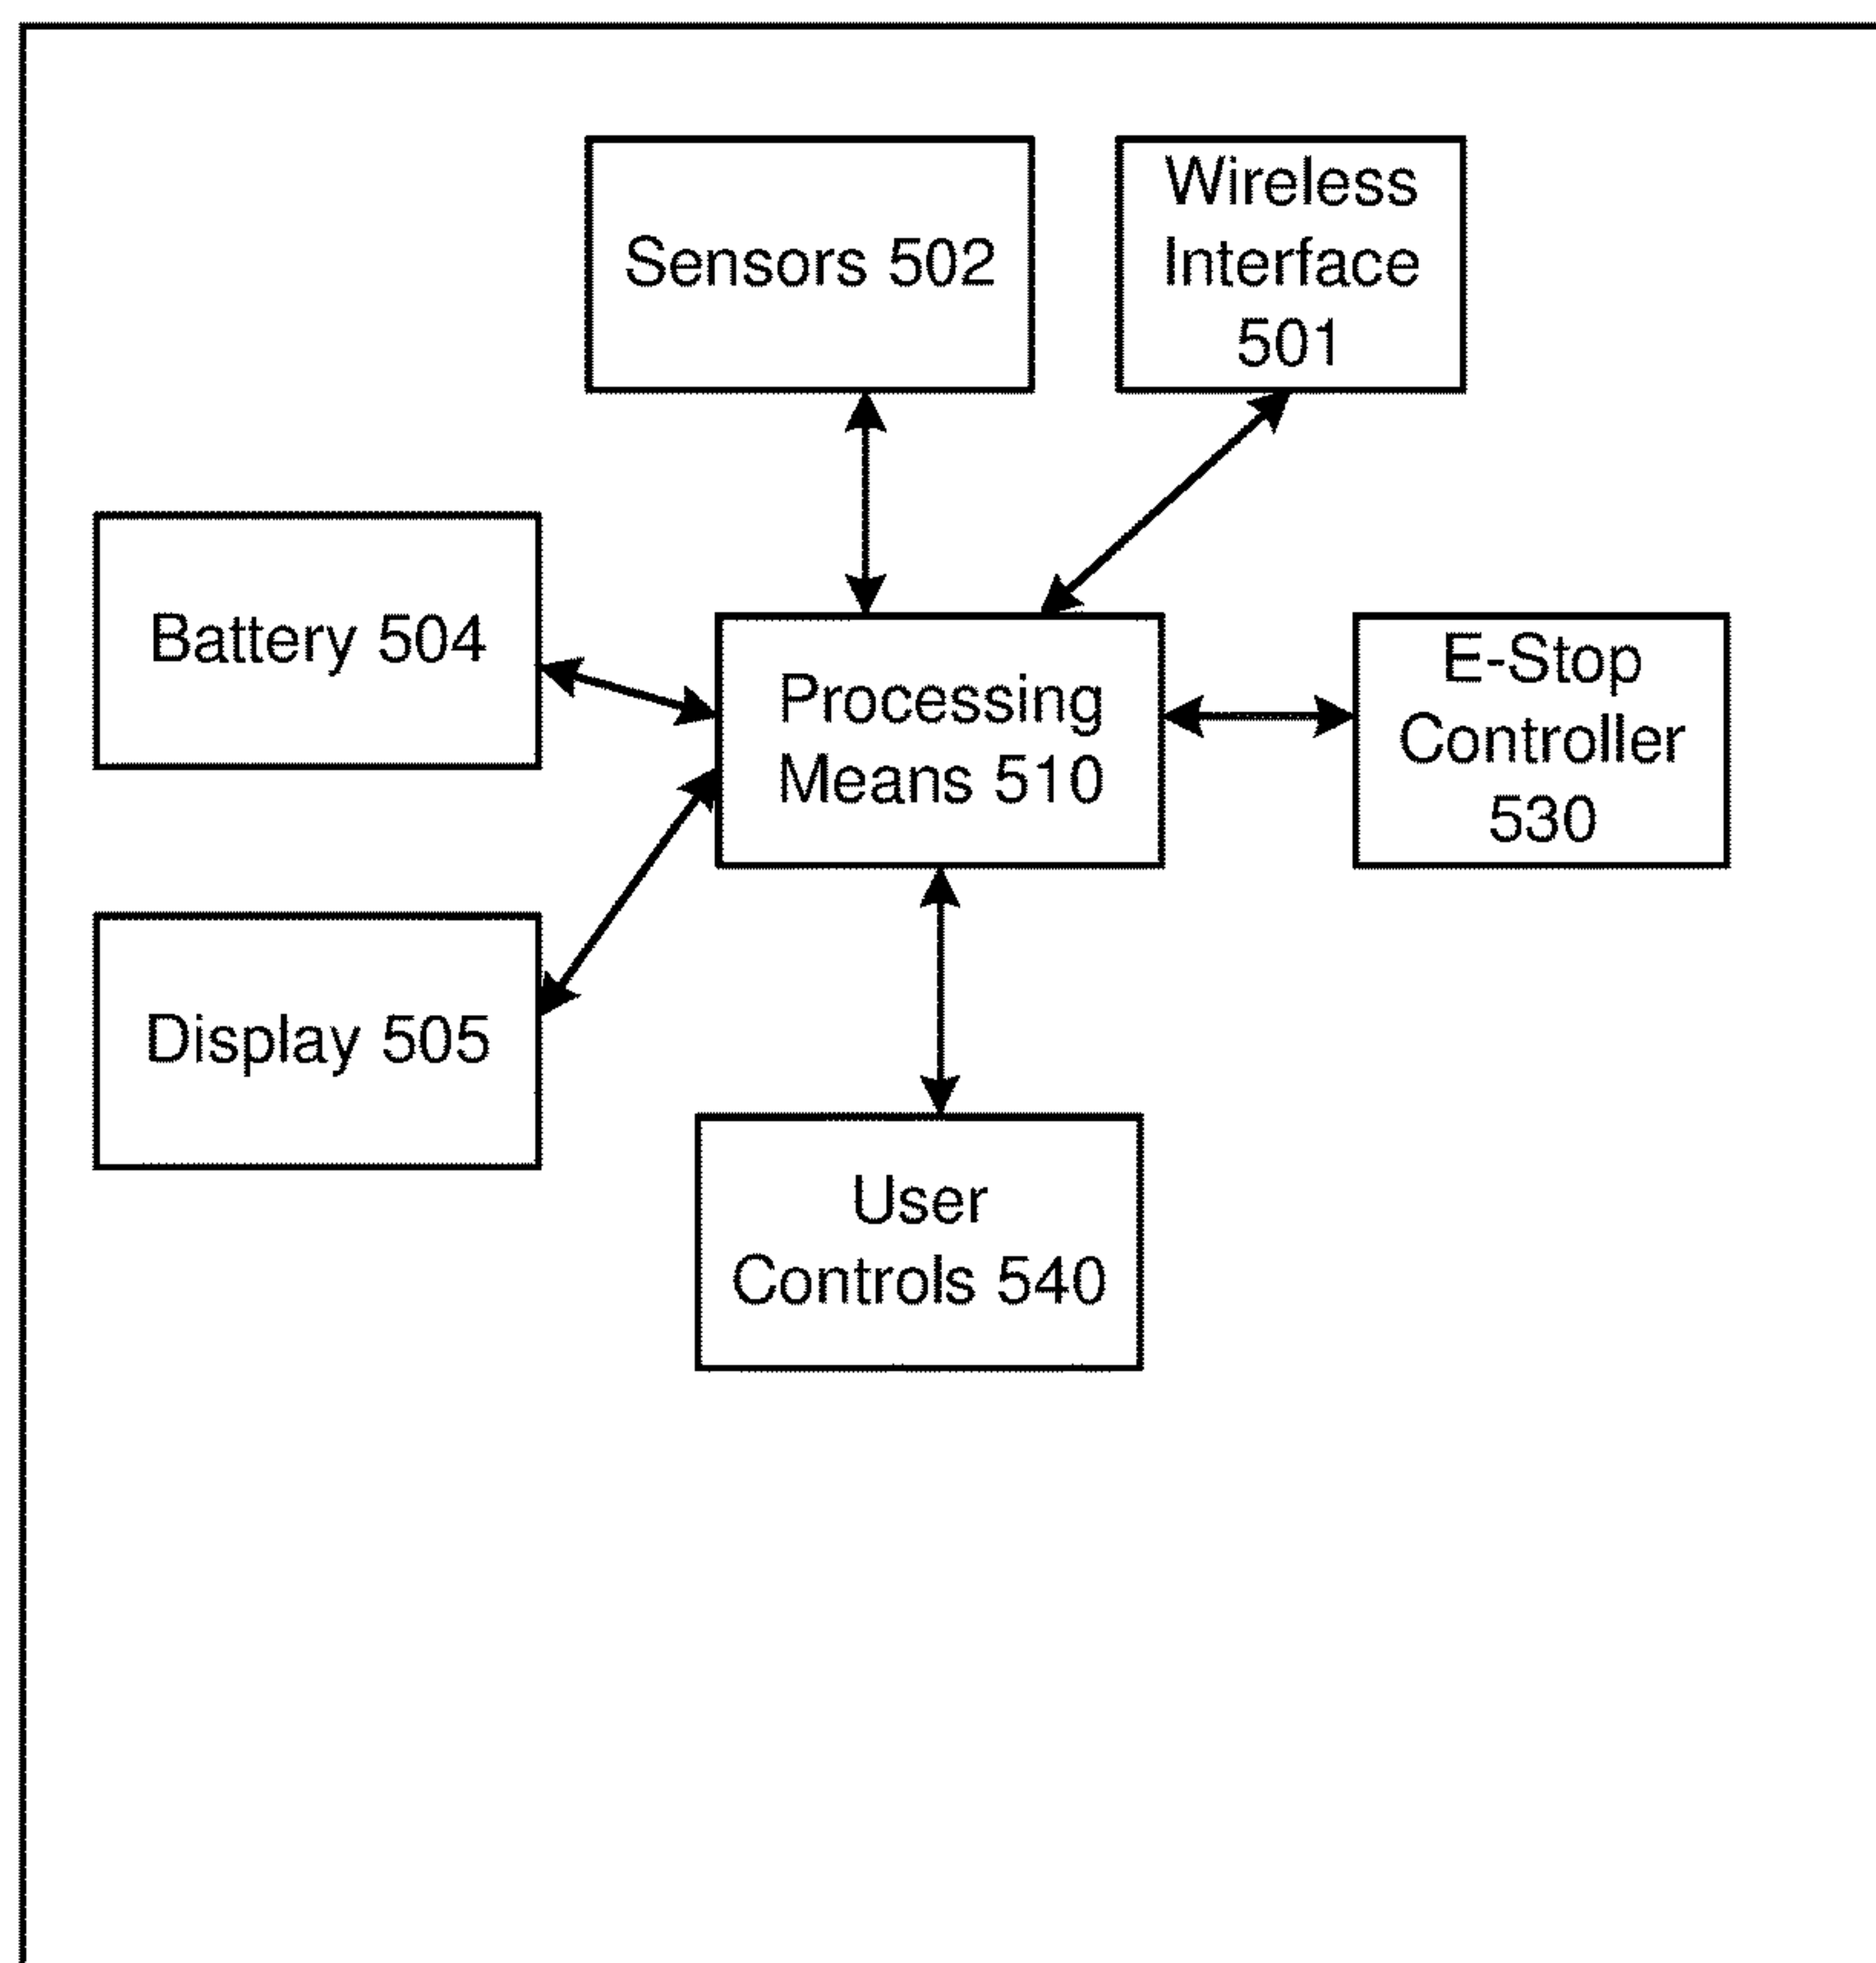 Sensors 502
Wireless
Interface
501
Battery 504
Processing
Means 510
E-Stop
Controller
530
Display 505
User
Controls 540